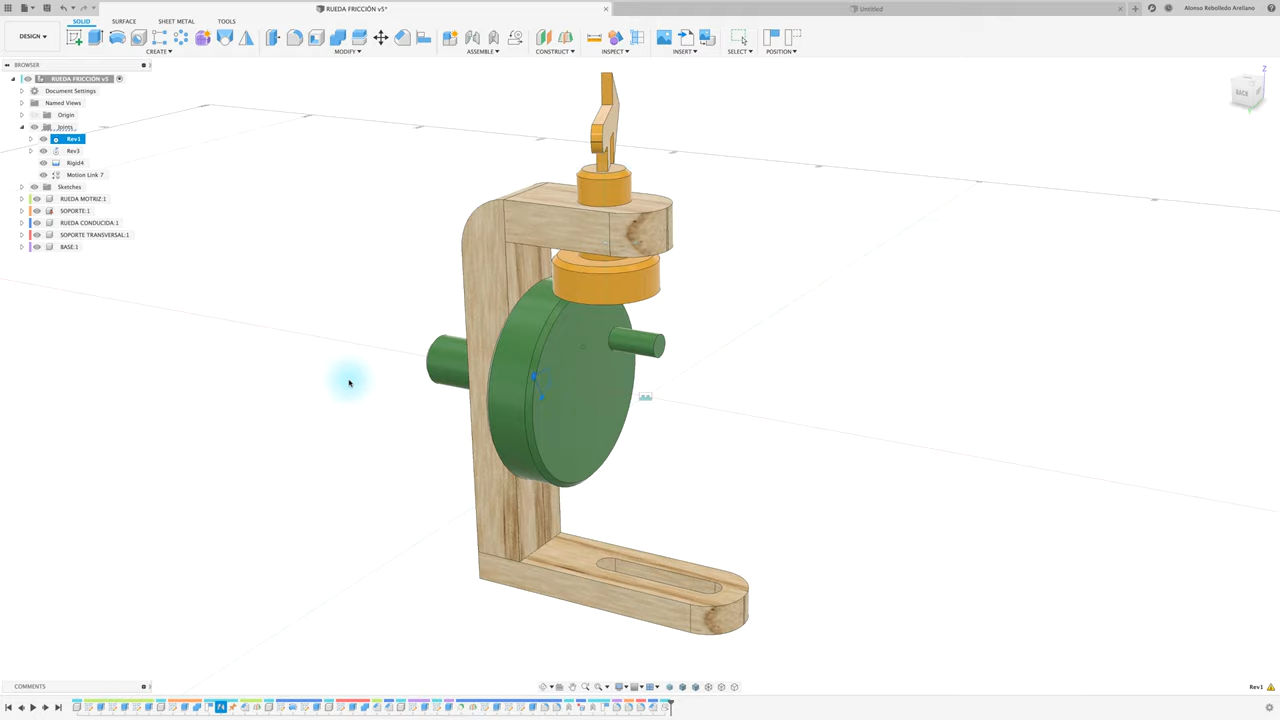 RUEDA FRICCIÓN v5*
Untitled
Alonso Rebolledo Arellano
SOLID
SURFACE
SHEET METAL
TOOLS
DESIGN
CREATE
MODIFY
ASSEMBLE
CONSTRUCT
INSPECT
INSERT
SELECT
POSITION
BROWSER
RUEDA FRICCIÓN v5
Document Settings
Named Views
Origin
Joints
Rev1
Rev3
Rigid4
Motion Link 7
Sketches
RUEDA MOTRIZ:1
SOPORTE:1
RUEDA CONDUCIDA:1
SOPORTE TRANSVERSAL:1
BASE:1
Z
BACK
COMMENTS
Rev1